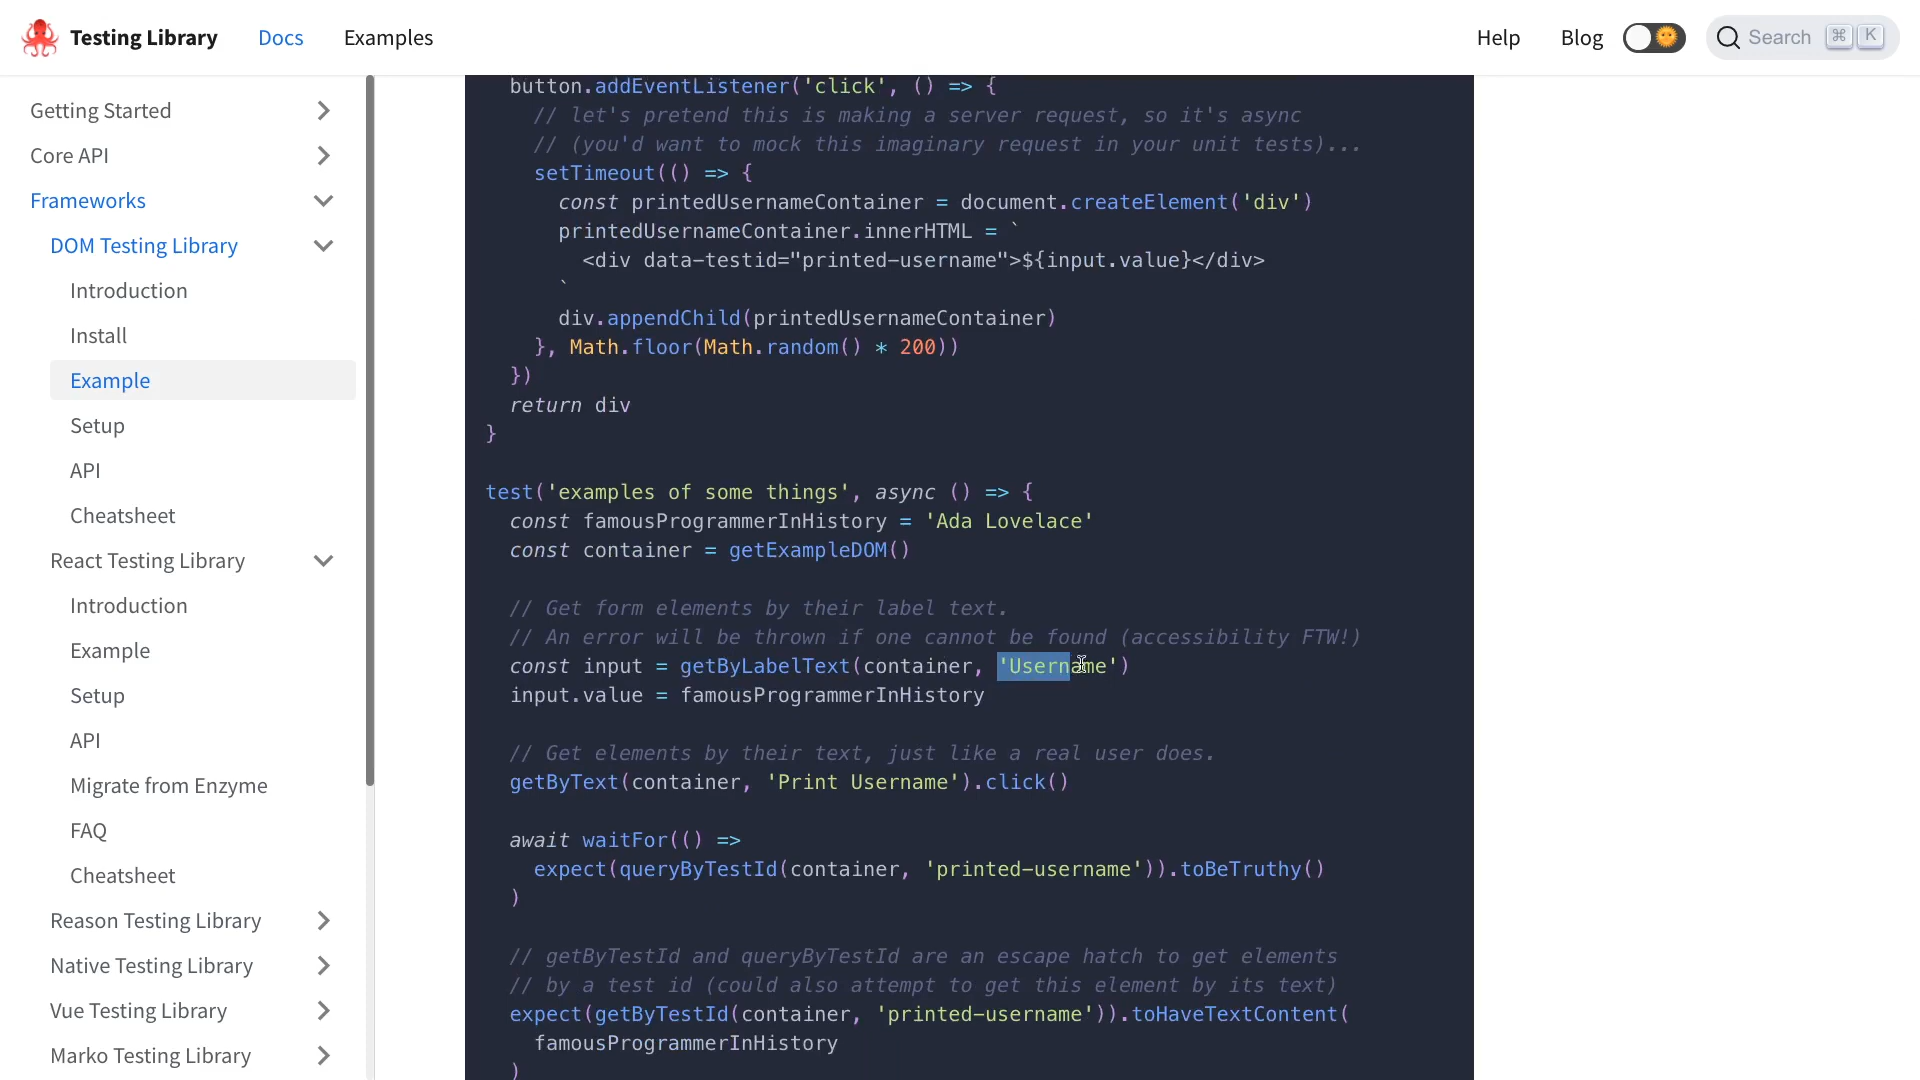 Testing Library
Docs
Examples
Help
Blog
Search
⌘ K
Getting Started
Core API
Frameworks
DOM Testing Library
Introduction
Install
Example
Setup
API
Cheatsheet
React Testing Library
Introduction
Example
Setup
API
Migrate from Enzyme
FAQ
Cheatsheet
Reason Testing Library
Native Testing Library
Vue Testing Library
Marko Testing Library
button.addEventListener('click', () => {
// let's pretend this is making a server request, so it's async
// (you'd want to mock this imaginary request in your unit tests)...
setTimeout(() => {
const printedUsernameContainer = document.createElement('div')
printedUsernameContainer.innerHTML = `
<div data-testid="printed-username">${input.value}</div>
`
div.appendChild(printedUsernameContainer)
}, Math.floor(Math.random() * 200))
})
return div
}
test('examples of some things', async () => {
const famousProgrammerInHistory = 'Ada Lovelace'
const container = getExampleDOM()
// Get form elements by their label text.
// An error will be thrown if one cannot be found (accessibility FTW!)
const input = getByLabelText(container, 'Username')
input.value = famousProgrammerInHistory
// Get elements by their text, just like a real user does.
getByText(container, 'Print Username').click()
await waitFor(() =>
expect(queryByTestId(container, 'printed-username')).toBeTruthy()
)
// getByTestId and queryByTestId are an escape hatch to get elements
// by a test id (could also attempt to get this element by its text)
expect(getByTestId(container, 'printed-username')).toHaveTextContent(
famousProgrammerInHistory
)